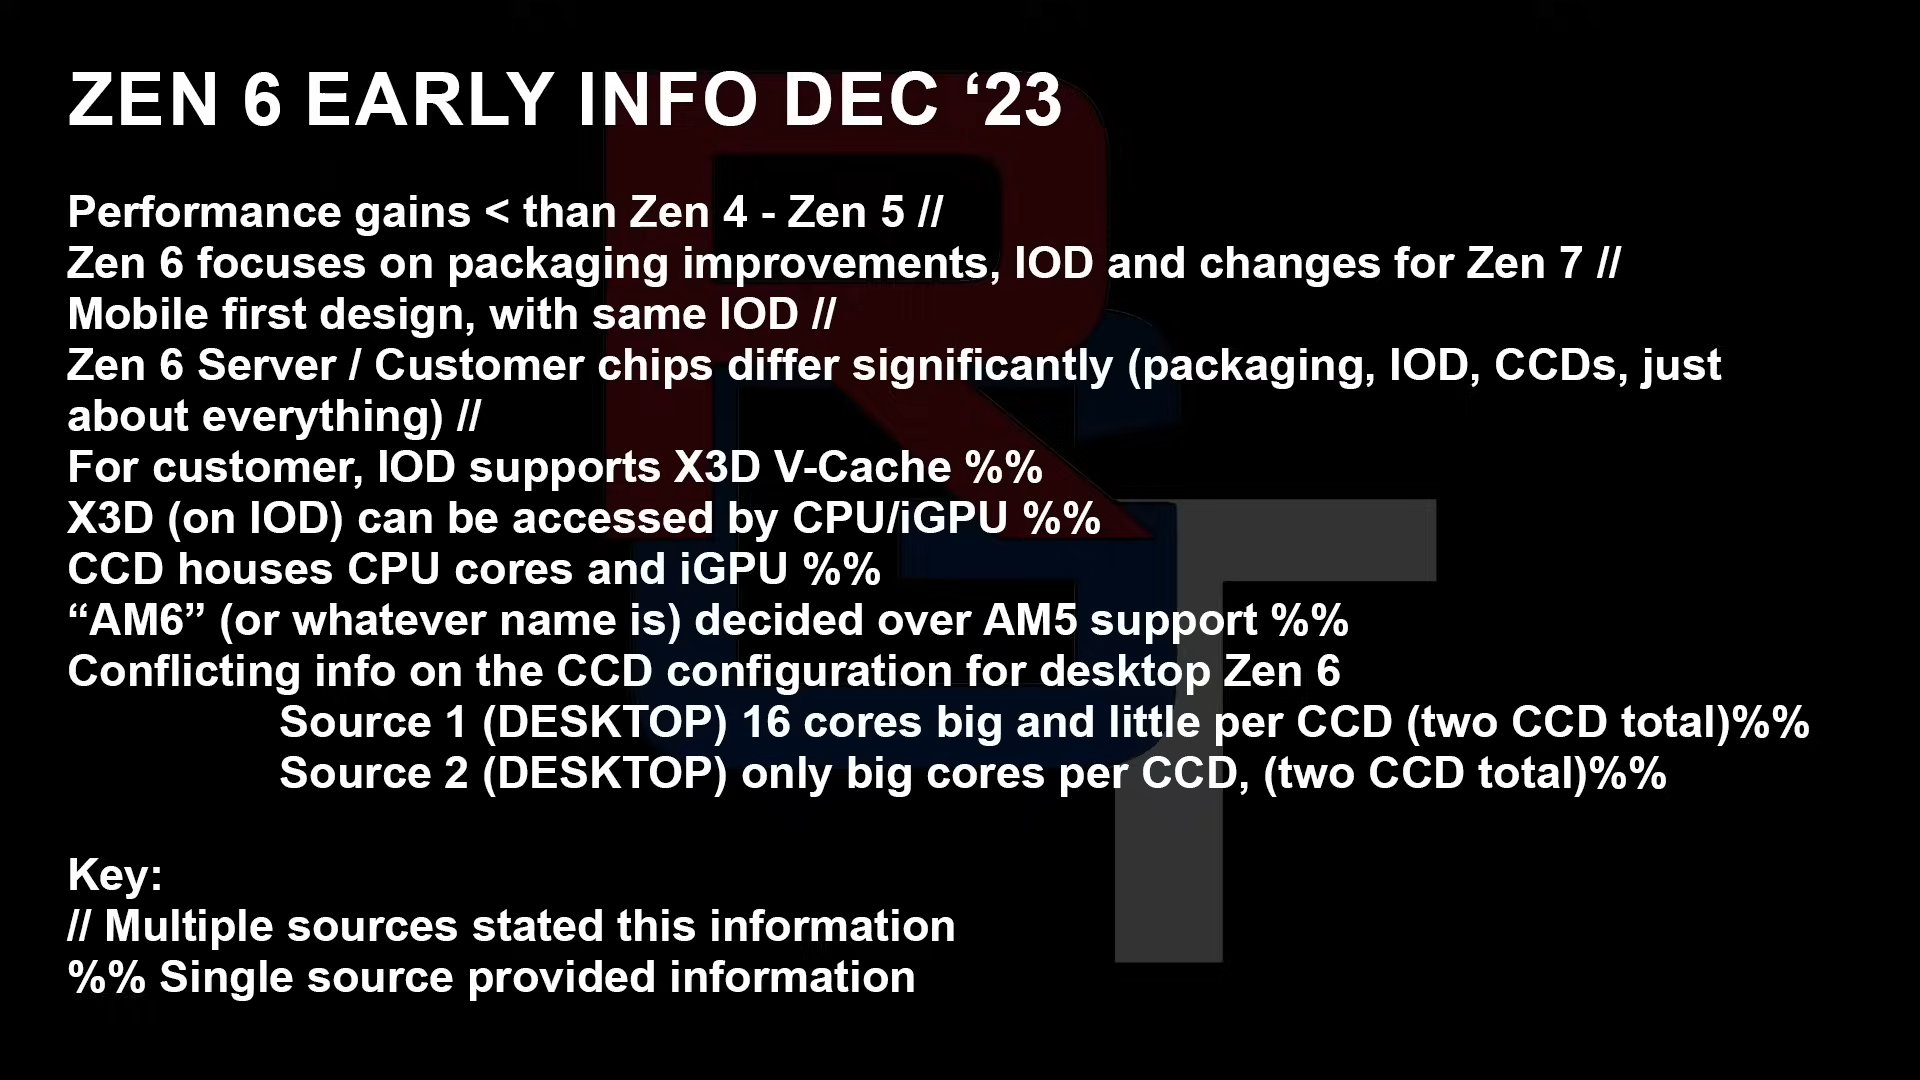 ZEN 6 EARLY INFO DEC ‘23
Performance gains < than Zen 4 - Zen 5 //
Zen 6 focuses on packaging improvements, IOD and changes for Zen 7 //
Mobile first design, with same IOD //
Zen 6 Server / Customer chips differ significantly (packaging, IOD, CCDs, just
about everything) //
For customer, IOD supports X3D V-Cache %%
X3D (on IOD) can be accessed by CPU/iGPU %%
CCD houses CPU cores and iGPU %%
“AM6” (or whatever name is) decided over AM5 support %%
Conflicting info on the CCD configuration for desktop Zen 6
Source 1 (DESKTOP) 16 cores big and little per CCD (two CCD total)%%
Source 2 (DESKTOP) only big cores per CCD, (two CCD total)%%
Key:
// Multiple sources stated this information
%% Single source provided information
RGT